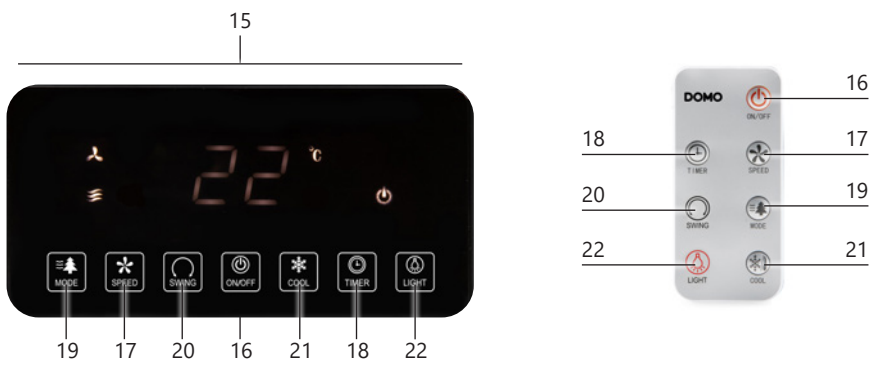 15
22 °C
MODE SPEED SWING ON/OFF COOL TIMER LIGHT
19 17 20 16 21 18 22
DOMO
ON/OFF
16
18
17
TIMER SPEED
20
19
SWING MODE
22
21
LIGHT COOL